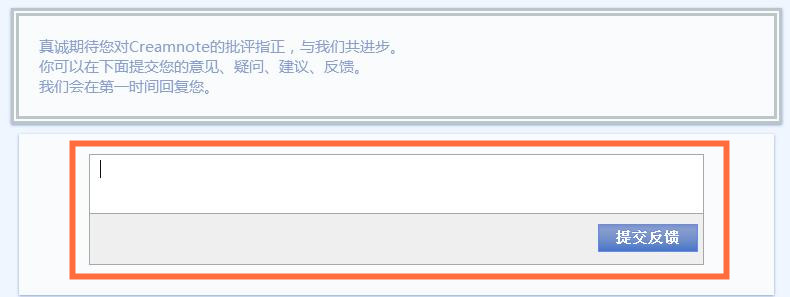 真诚期待您对Creamnote的批评指正，与我们共进步。
你可以在下面提交您的意见、疑问、建议、反馈。
我们会在第一时间回复您。
提交反馈